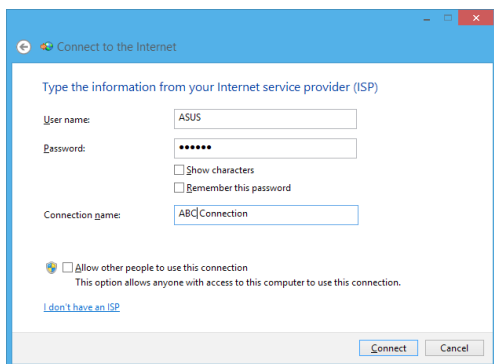 Connect to the Internet
Type the information from your Internet service provider (ISP)
User name:
ASUS
Password:
••••••
Show characters
Remember this password
Connection name:
ABC Connection
Allow other people to use this connection
This option allows anyone with access to this computer to use this connection.
I don't have an ISP
Connect
Cancel